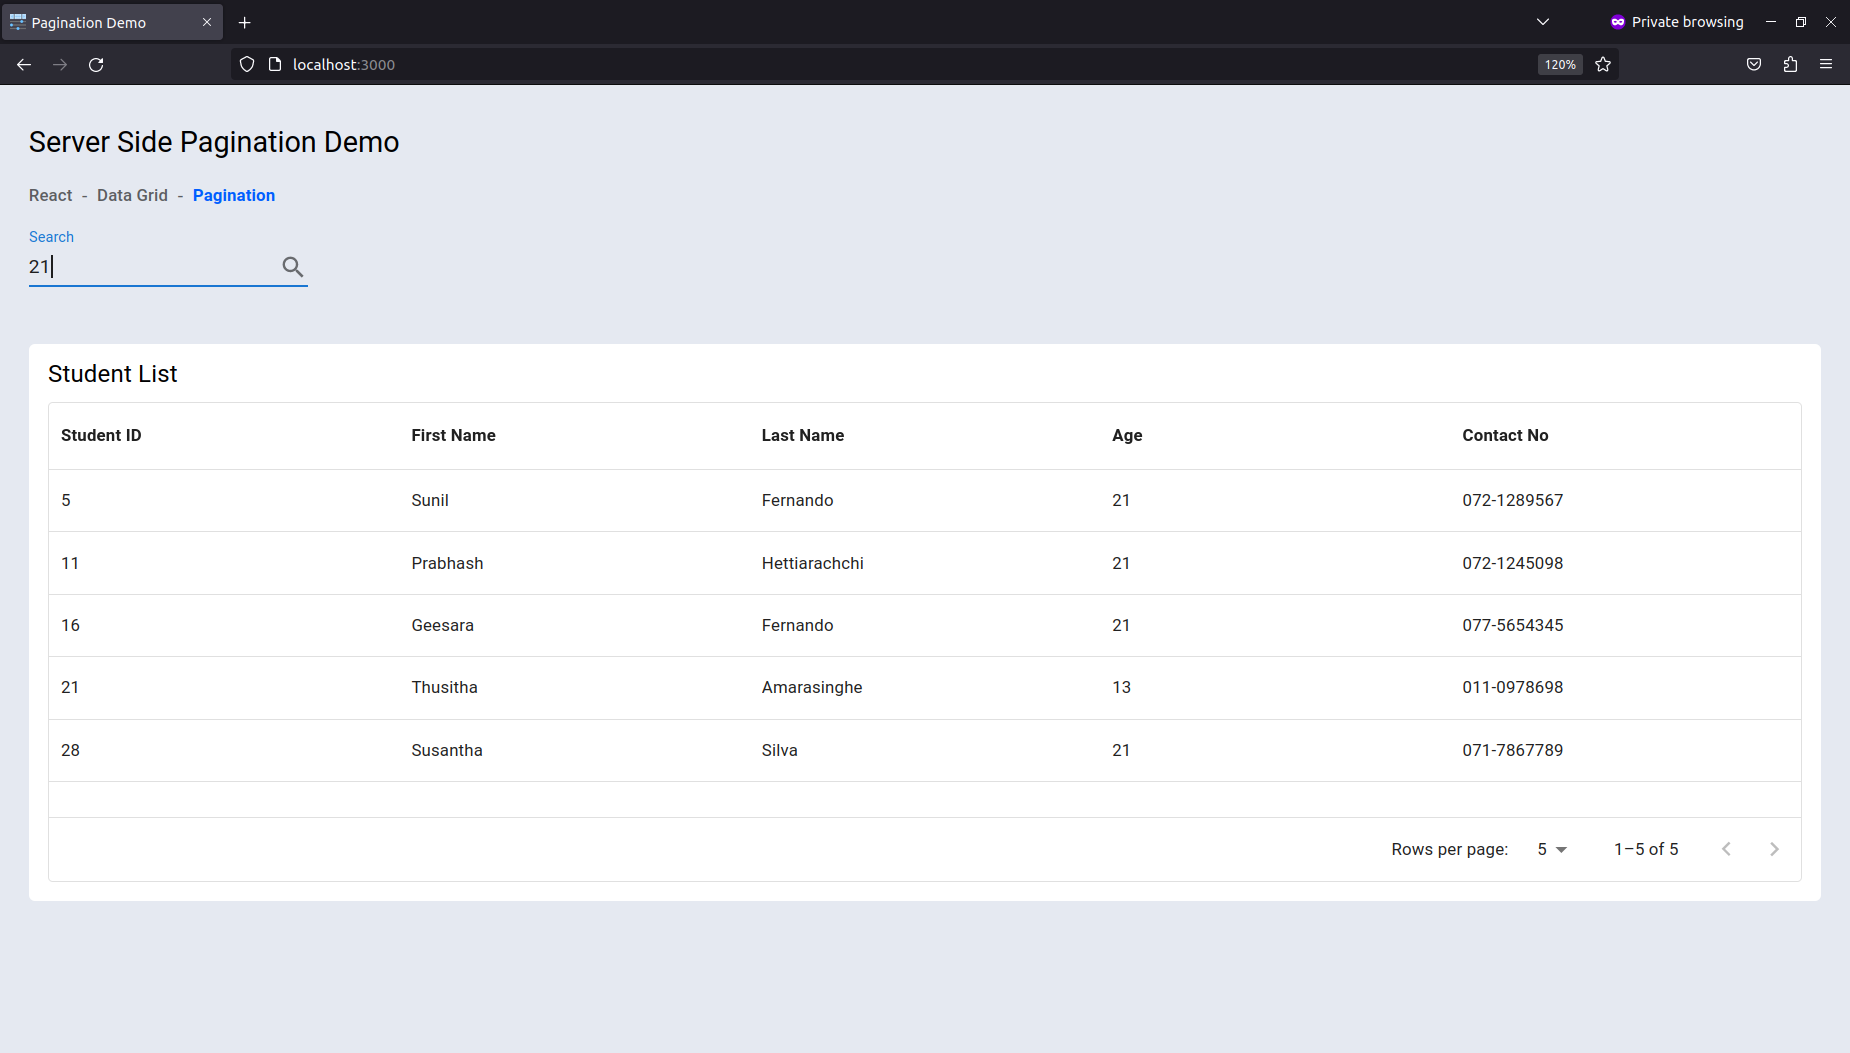 Pagination Demo
Private browsing
localhost:3000
120%
Server Side Pagination Demo
React - Data Grid - Pagination
Search
21
Student List
Student ID First Name Last Name Age Contact No
5 Sunil Fernando 21 072-1289567
11 Prabhash Hettiarachchi 21 072-1245098
16 Geesara Fernando 21 077-5654345
21 Thusitha Amarasinghe 13 011-0978698
28 Susantha Silva 21 071-7867789
Rows per page: 5 1–5 of 5